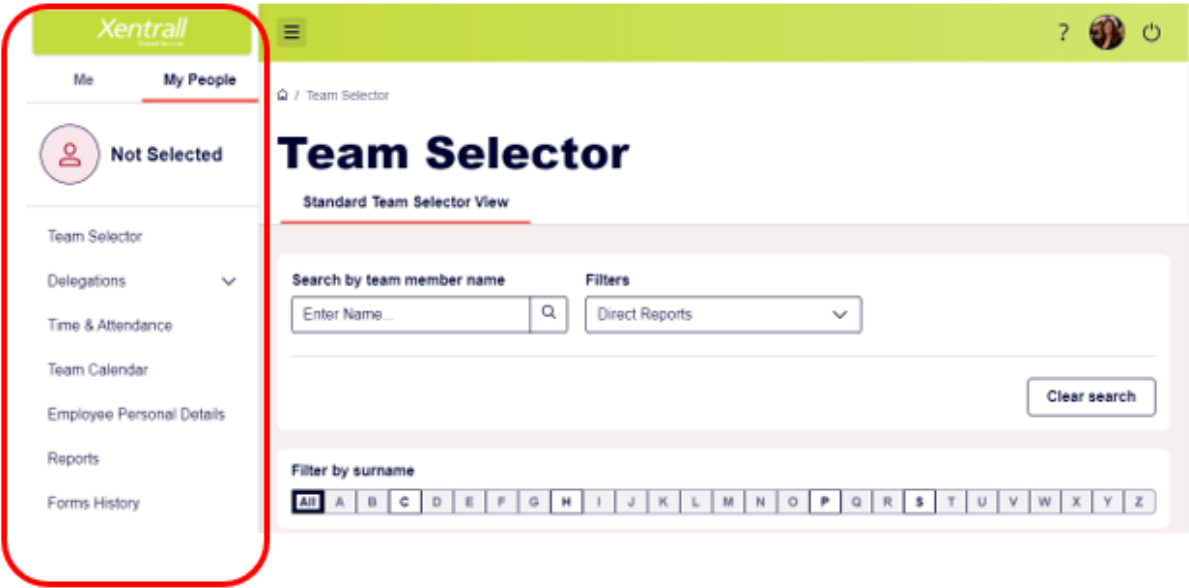 Xentrall
Shared Services
Me My People
Not Selected
Team Selector
Delegations
Time & Attendance
Team Calendar
Employee Personal Details
Reports
Forms History
?
/ Team Selector
Team Selector
Standard Team Selector View
Search by team member name Filters
Enter Name... Direct Reports
Clear search
Filter by surname
All A B C D E F G H I J K L M N O P Q R S T U V W X Y Z